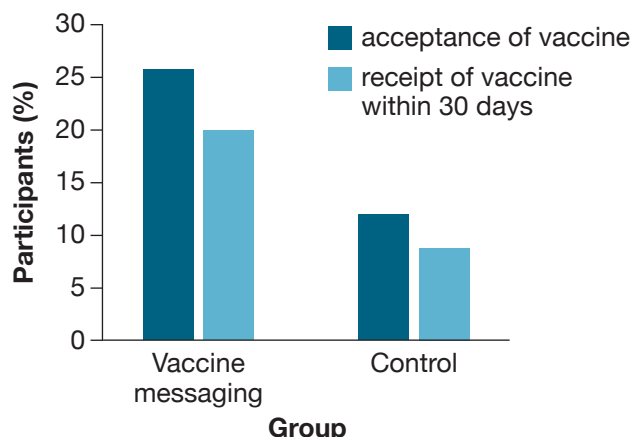 Participants (%)
30
25
20
15
10
5
0
acceptance of vaccine
receipt of vaccine
within 30 days
Vaccine
messaging
Control
Group